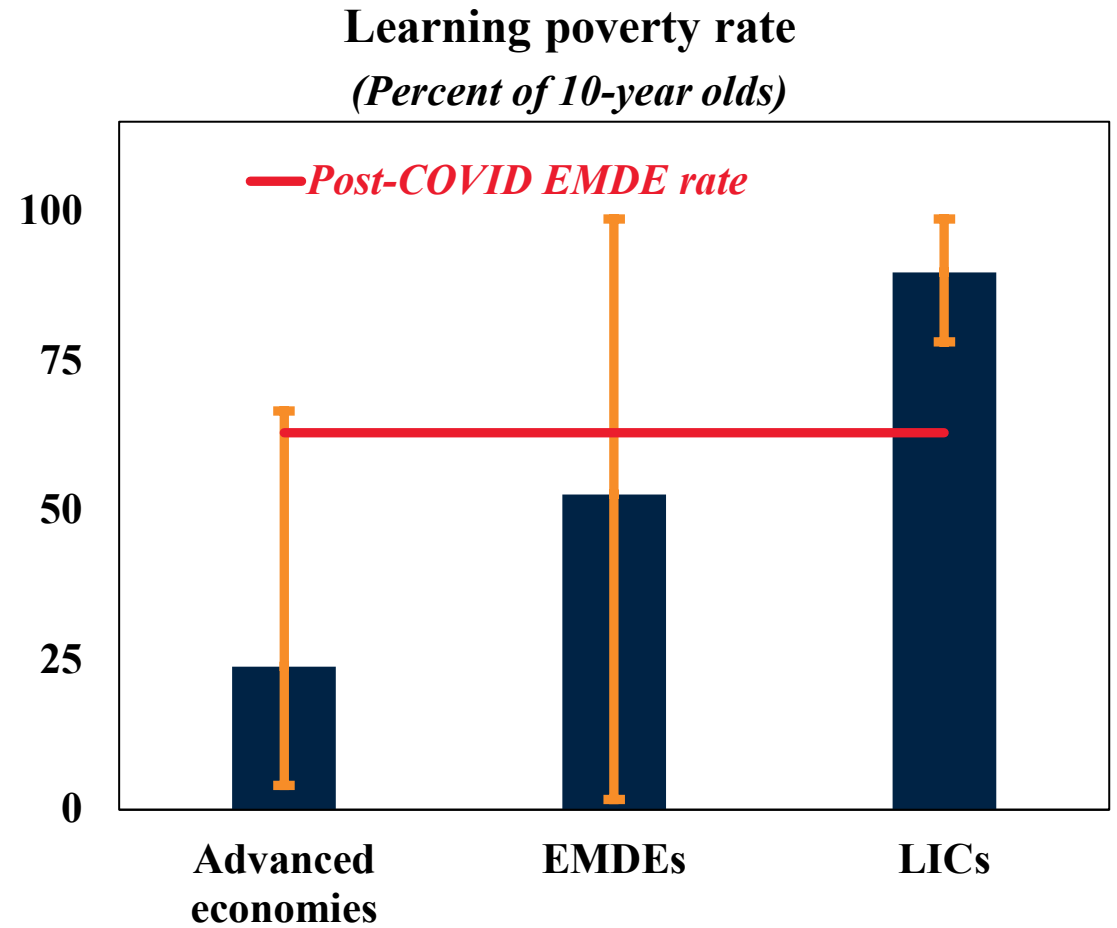 Learning poverty rate
(Percent of 10-year olds)
Post-COVID EMDE rate
100
75
50
25
0
Advanced
economies
EMDEs
LICs